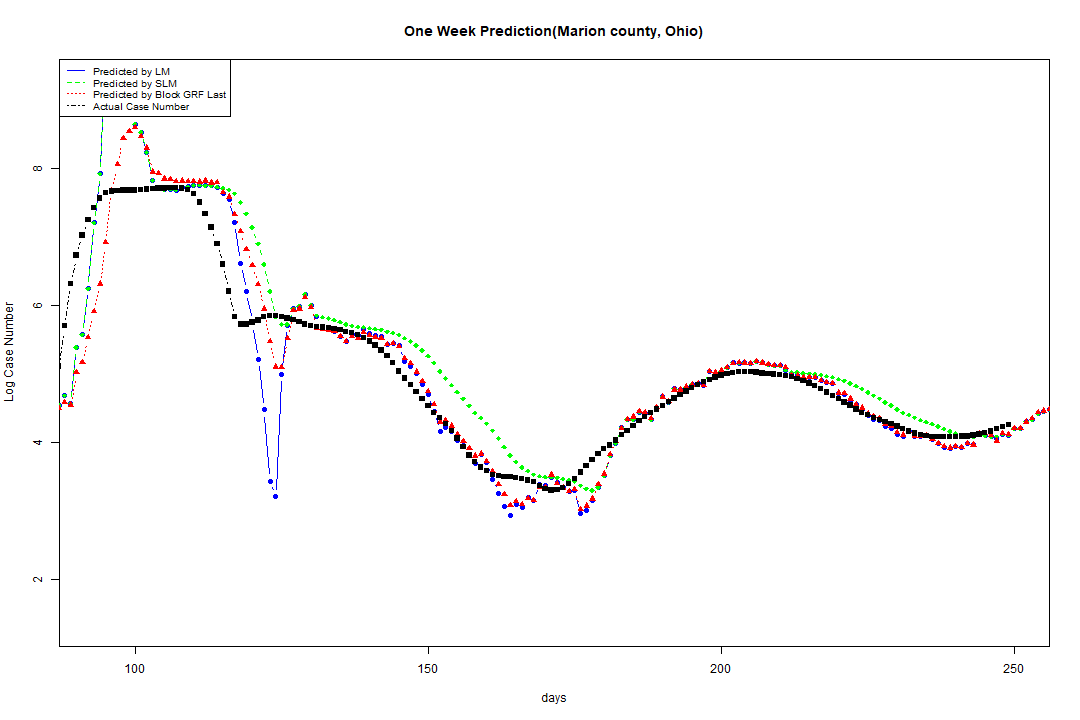 One Week Prediction(Marion county, Ohio)
Predicted by LM
Predicted by SLM
Predicted by Block GRF Last
Actual Case Number
8
6
4
2
Log Case Number
100 150 200 250
days